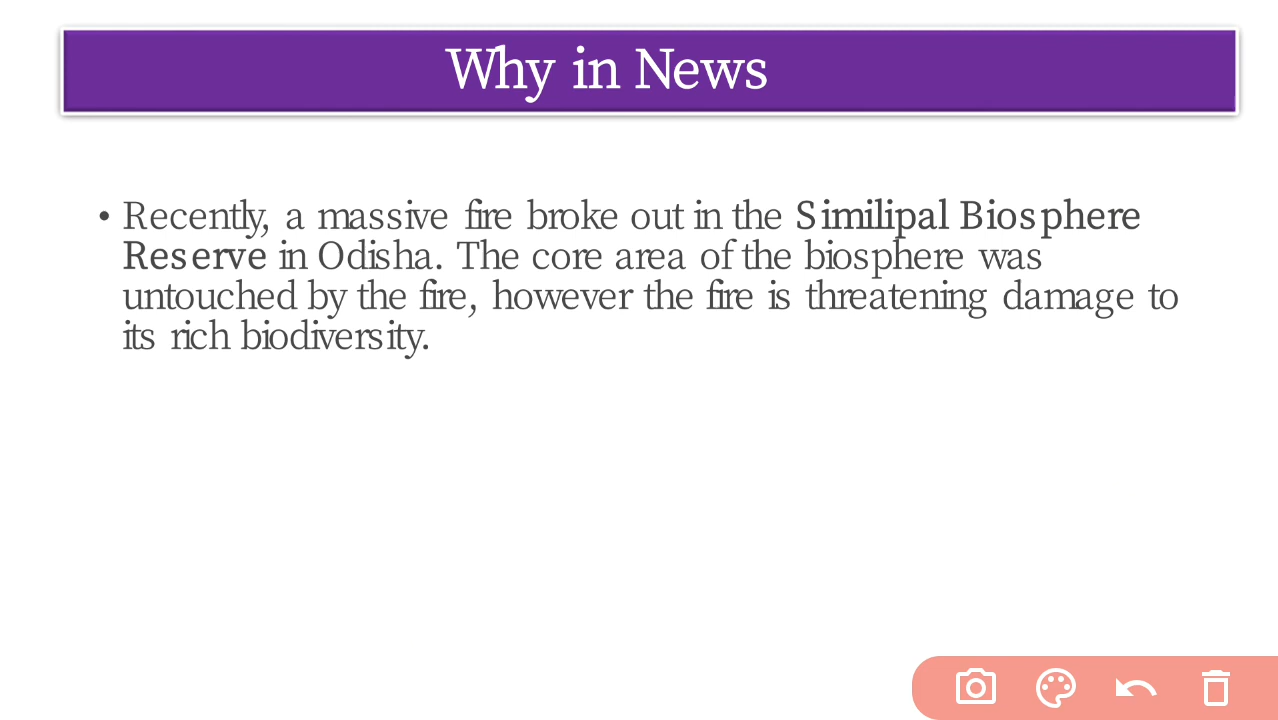 Why in News
• Recently, a massive fire broke out in the Similipal Biosphere
Reserve in Odisha. The core area of the biosphere was
untouched by the fire, however the fire is threatening damage to
its rich biodiversity.